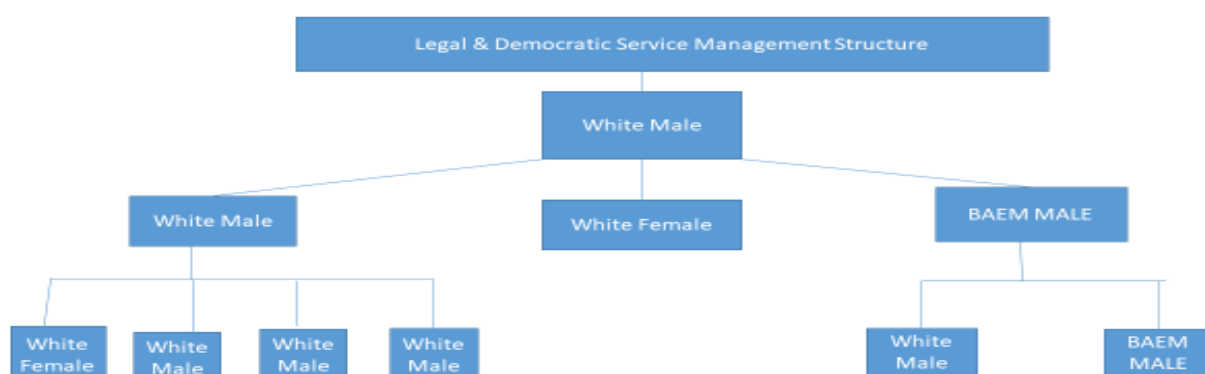 Legal & Democratic Service Management Structure
White Male
White Male
White Female
BAEM MALE
White
Female
White
Male
White
Male
White
Male
White
Male
BAEM
MALE